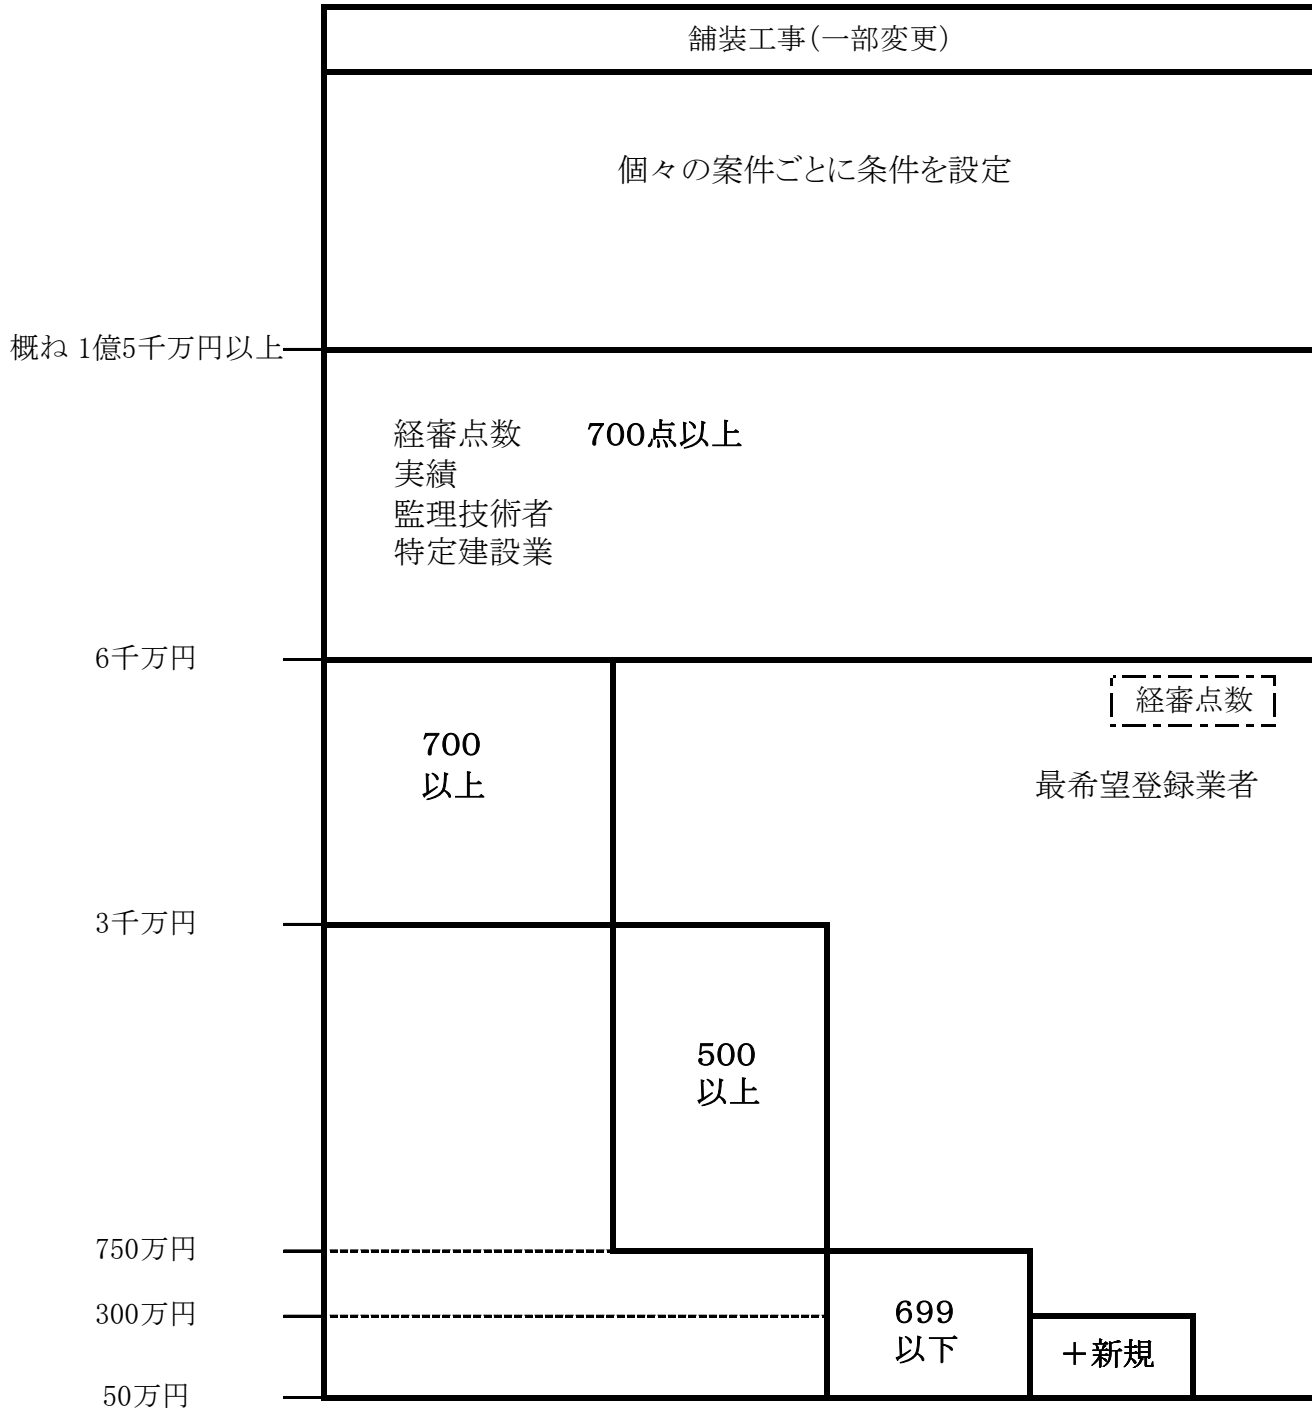 舗装工事(一部変更)
個々の案件ごとに条件を設定
概ね 1億5千万円以上
経審点数 700点以上
実績
監理技術者
特定建設業
6千万円
経審点数
700
以上
最希望登録業者
3千万円
500
以上
750万円
300万円
699
以下
+新規
50万円